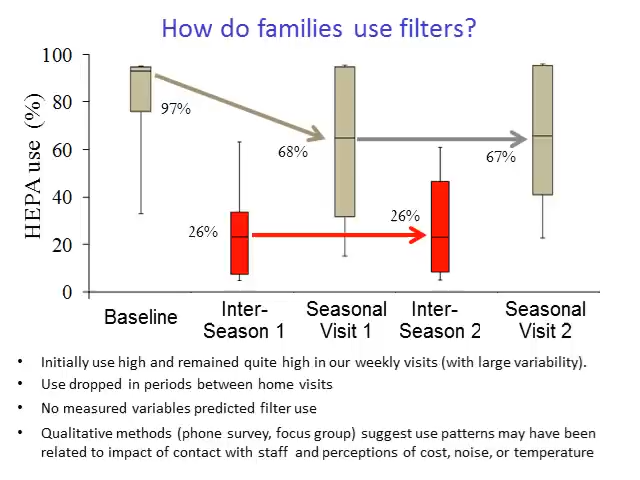 How do families use filters?
HEPA use (%)
100
80
60
40
20
0
97%
68%
67%
26%
26%
Baseline
Inter-
Season 1
Seasonal
Visit 1
Inter-
Season 2
Seasonal
Visit 2
• Initially use high and remained quite high in our weekly visits (with large variability).
• Use dropped in periods between home visits
• No measured variables predicted filter use
• Qualitative methods (phone survey, focus group) suggest use patterns may have been
related to impact of contact with staff and perceptions of cost, noise, or temperature